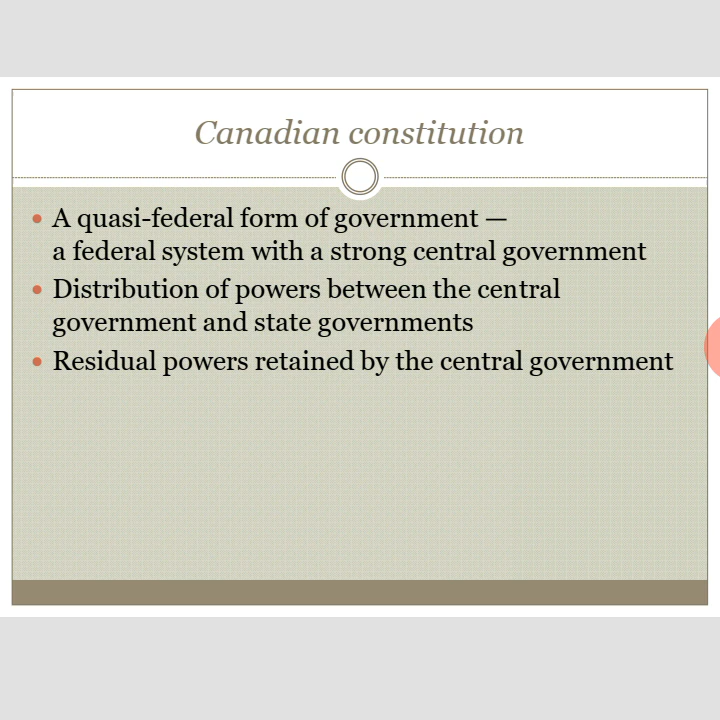 Canadian constitution
• A quasi-federal form of government —
a federal system with a strong central government
• Distribution of powers between the central
government and state governments
• Residual powers retained by the central government